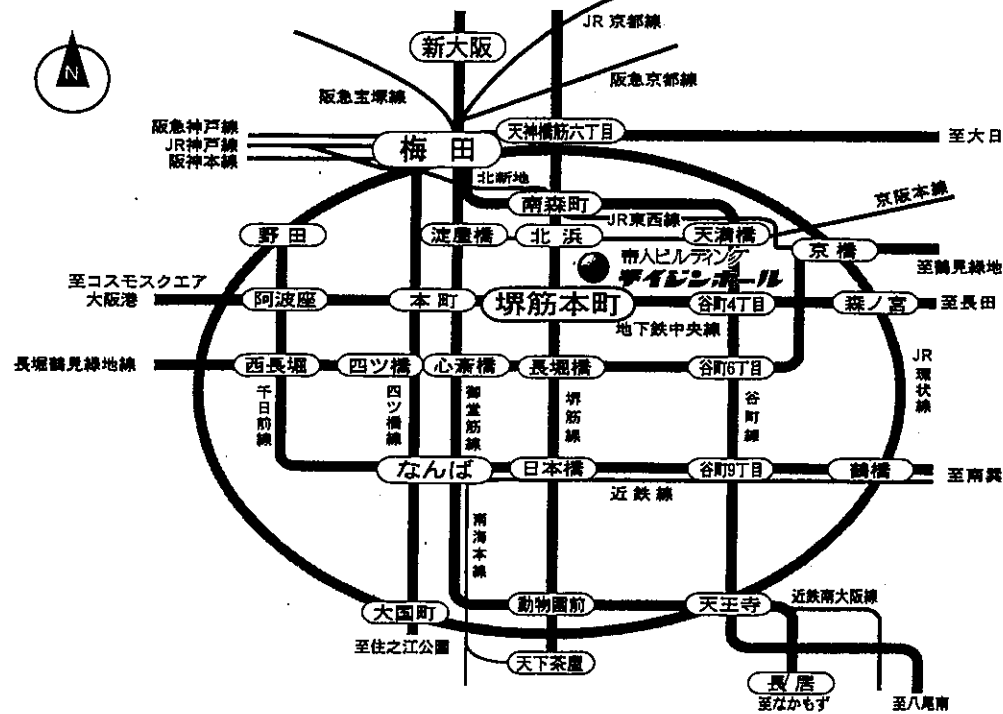 JR 京都線
新大阪
N
阪急京都線
阪急宝塚線
阪急神戸線
JR神戸線
阪神本線
天神橋筋六丁目
至大日
梅田
北新地
南森町
京阪本線
JR東西線
野田
淀屋橋
北浜
天満橋
京橋
至鶴見緑地
帝人ビルディング
テイジンホール
至コスモスクエア
大阪港
阿波座
本町
堺筋本町
谷町4丁目
森ノ宮
至長田
地下鉄中央線
長堀鶴見緑地線
西長堀
四ツ橋
心斎橋
長堀橋
谷町6丁目
JR環状線
千日前線
四ツ橋線
御堂筋線
堺筋線
谷町線
なんば
日本橋
谷町9丁目
鶴橋
至南巽
近鉄線
南海本線
大国町
動物園前
天王寺
近鉄南大阪線
至住之江公園
天下茶屋
長居
至なかもず
至八尾南